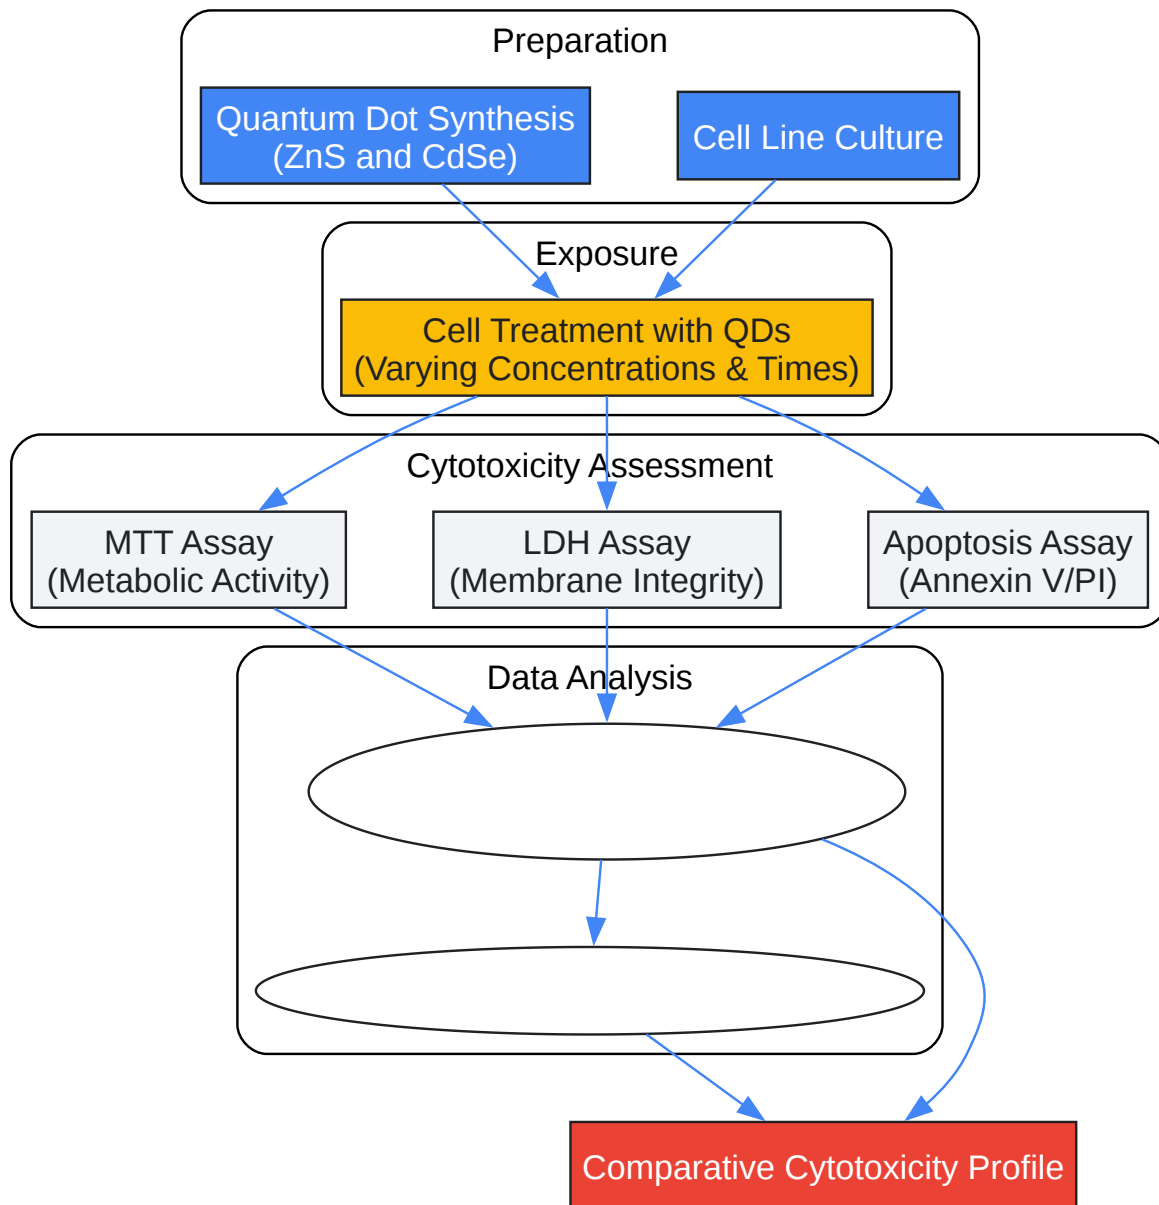 Preparation
Quantum Dot Synthesis
(ZnS and CdSe)
Cell Line Culture
Exposure
Cell Treatment with QDs
(Varying Concentrations & Times)
Cytotoxicity Assessment
MTT Assay
(Metabolic Activity)
LDH Assay
(Membrane Integrity)
Apoptosis Assay
(Annexin V/PI)
Data Analysis
Comparative Cytotoxicity Profile